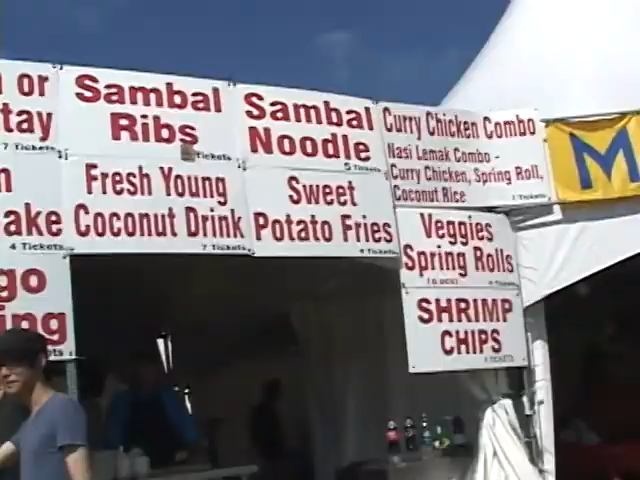 or
tay
7 Tickets
Sambal
Ribs
Tickets
Sambal
Noodle
5 Tickets
Curry Chicken Combo
Nasi Lemak Combo -
Curry Chicken, Spring Roll,
Coconut Rice
ake
4 Tickets
Fresh Young
Coconut Drink
7 Tickets
Sweet
Potato Fries
4 Tickets
Veggies
Spring Rolls
SHRIMP
CHIPS
TICKETS
go
ing
M